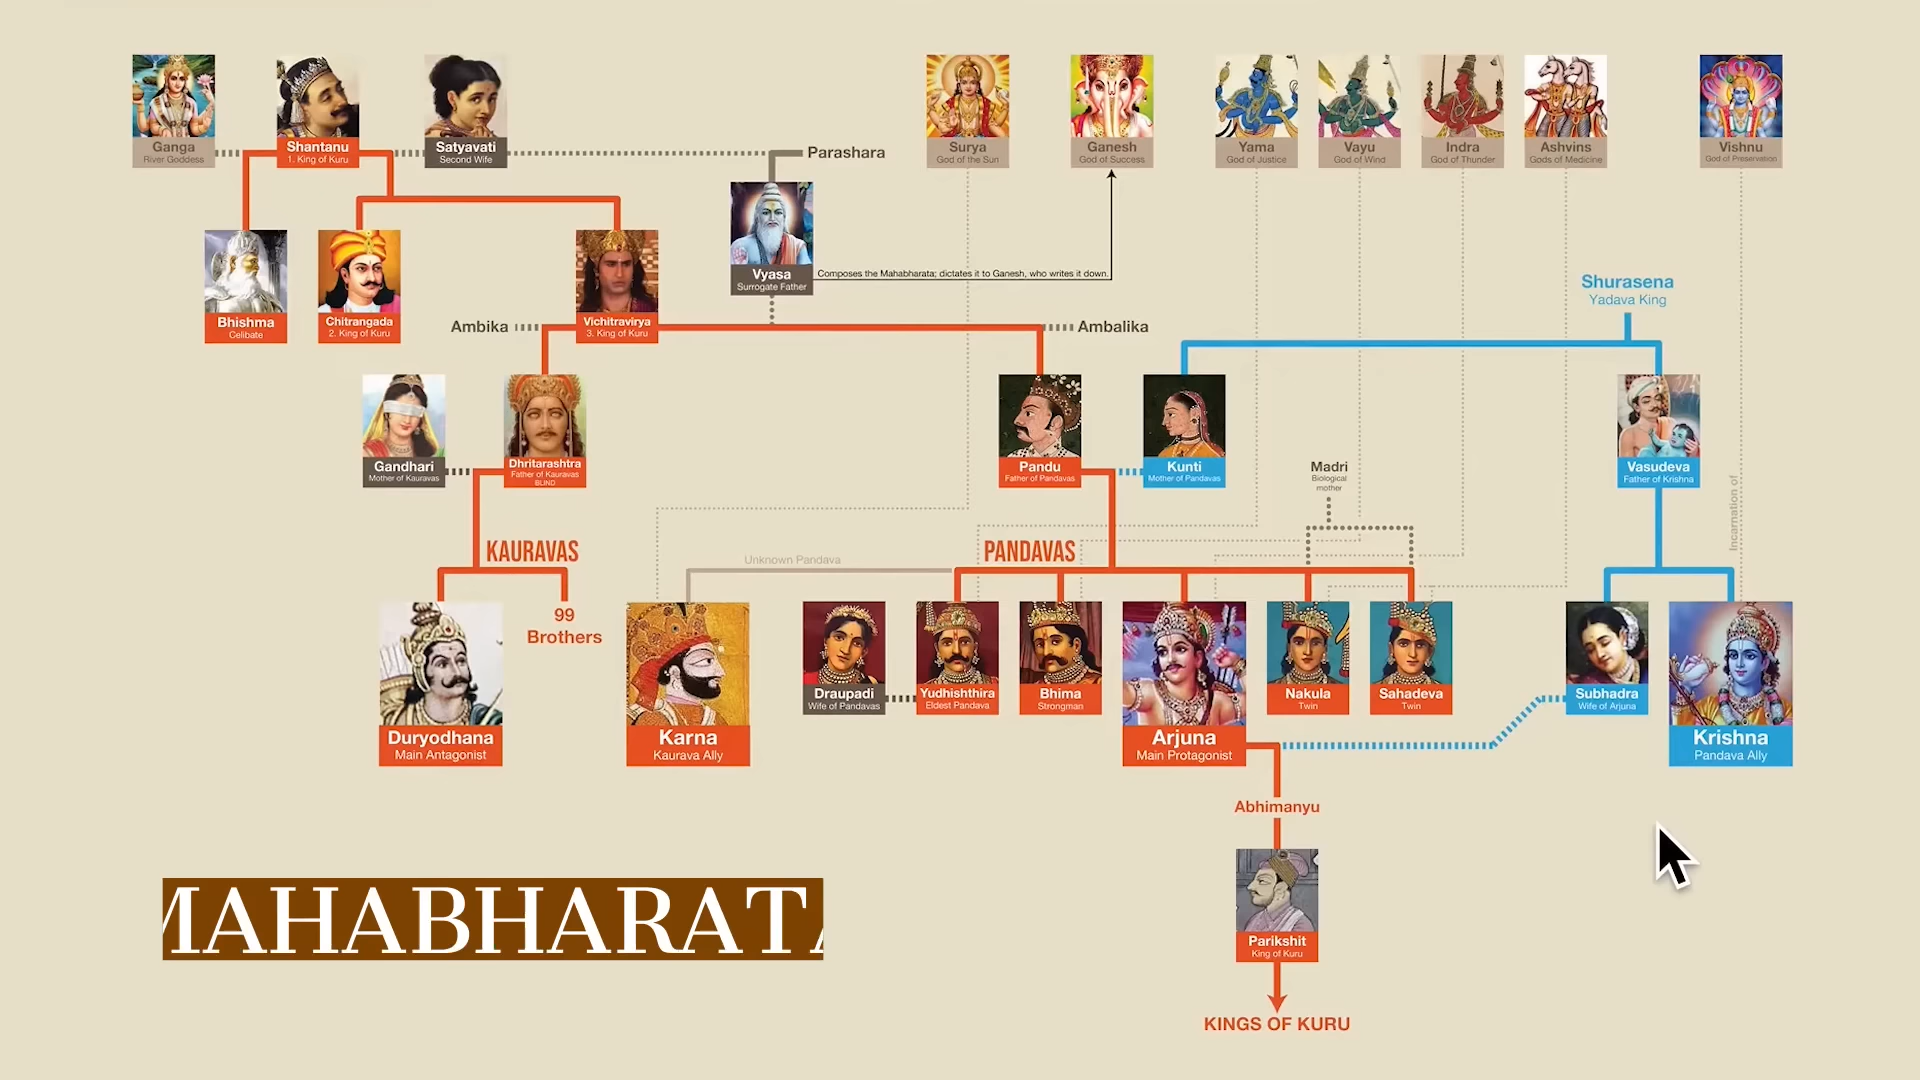 Ganga
River Goddess
Shantanu
1. King of Kuru
Satyavati
Second Wife
Parashara
Surya
God of the Sun
Ganesh
God of Success
Yama
God of Justice
Vayu
God of Wind
Indra
God of Thunder
Ashvins
Gods of Medicine
Vishnu
God of Preservation
Vyasa
Surrogate Father
Composes the Mahabharata; dictates it to Ganesh, who writes it down.
Bhishma
Celibate
Chitrangada
2. King of Kuru
Ambika
Vichitravirya
3. King of Kuru
Ambalika
Shurasena
Yadava King
Gandhari
Mother of Kauravas
Dhritarashtra
Father of Kauravas
BLIND
Pandu
Father of Pandavas
Kunti
Mother of Pandavas
Madri
Biological
mother
Vasudeva
Father of Krishna
Incarnation of
KAURAVAS
Unknown Pandava
PANDAVAS
99
Brothers
Duryodhana
Main Antagonist
Karna
Kaurava Ally
Draupadi
Wife of Pandavas
Yudhishthira
Eldest Pandava
Bhima
Strongman
Arjuna
Main Protagonist
Nakula
Twin
Sahadeva
Twin
Subhadra
Wife of Arjuna
Krishna
Pandava Ally
Abhimanyu
Parikshit
King of Kuru
KINGS OF KURU
MAHABHARATA